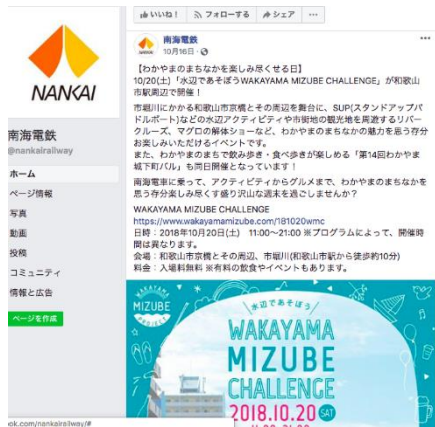 いいね！ フォローする シェア …
NANKAI
南海電鉄
@nankairailway
ホーム
ページ情報
写真
動画
投稿
コミュニティ
情報と広告
ページを作成
南海電鉄
10月16日
【わかやまのまちなかを楽しみ尽くせる日】
10/20(土)「水辺であそぼうWAKAYAMA MIZUBE CHALLENGE」が和歌山
市駅周辺で開催！
市堀川にかかる和歌山市京橋とその周辺を舞台に、SUP(スタンドアップパ
ドルボート)などの水辺アクティビティや市街地の観光地を周遊するリバー
クルーズ、マグロの解体ショーなど、わかやまのまちなかの魅力を思う存分
お楽しみいただけるイベントです。
また、わかやまのまちで飲み歩き・食べ歩きが楽しめる「第14回わかやま
城下町バル」も同日開催となっています！
南海電車に乗って、アクティビティからグルメまで、わかやまのまちなかを
思う存分楽しみ尽くす盛り沢山な週末を過ごしませんか？
WAKAYAMA MIZUBE CHALLENGE
https://www.wakayamamizube.com/181020wmc
日時：2018年10月20日(土) 11:00~21:00 ※プログラムによって、開催時
間は異なります。
会場：和歌山市京橋とその周辺、市堀川(和歌山市駅から徒歩約10分)
料金：入場料無料 ※有料の飲食やイベントもあります。
MIZUBE
PROJECT
水辺であそぼう
WAKAYAMA
MIZUBE
CHALLENGE
2018.10.20 SAT
ook.com/nankairailway/#